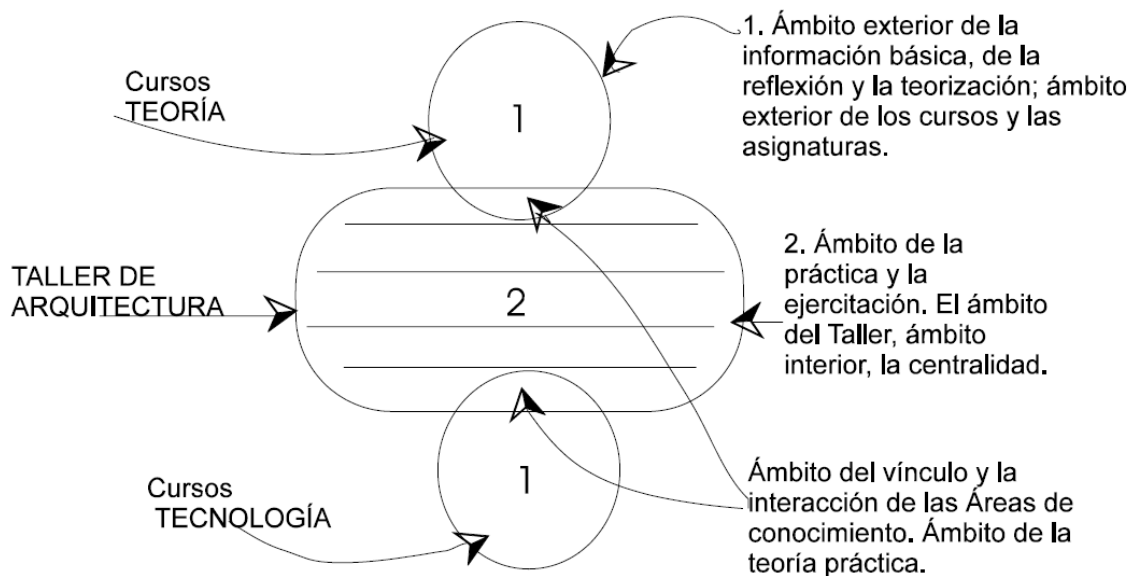 Cursos
TEORÍA
1
1. Ámbito exterior de la
información básica, de la
reflexión y la teorización; ámbito
exterior de los cursos y las
asignaturas.
TALLER DE
ARQUITECTURA
2
2. Ámbito de la
práctica y la
ejercitación. El ámbito
del Taller, ámbito
interior, la centralidad.
Cursos
TECNOLOGÍA
1
Ámbito del vínculo y la
interacción de las Áreas de
conocimiento. Ámbito de la
teoría práctica.